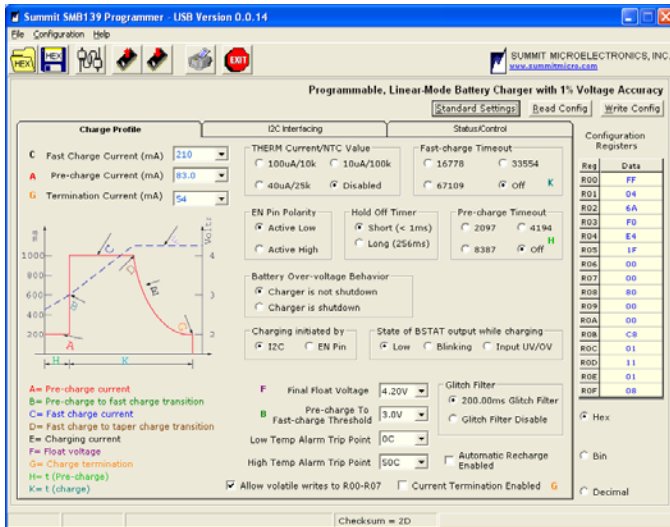 Summit SMB139 Programmer - USB Version 0.0.14
File Configuration Help
HEX HEX EXIT
SUMMIT MICROELECTRONICS, INC.
www.summitmicro.com
Programmable, Linear-Mode Battery Charger with 1% Voltage Accuracy
Standard Settings Read Config Write Config
Charge Profile I2C Interfacing Status/Control
C Fast Charge Current (mA) 210
A Pre-charge Current (mA) 83.0
G Termination Current (mA) 54
THERM Current/NTC Value
100uA/10k 10uA/100k
40uA/25k Disabled
Fast-charge Timeout
16778 33554
67109 Off K
EN Pin Polarity
Active Low
Active High
Hold Off Timer
Short (< 1ms)
Long (256ms)
Pre-charge Timeout
2097 4194
8387 Off H
Battery Over-voltage Behavior
Charger is not shutdown
Charger is shutdown
Charging initiated by
I2C EN Pin
State of BSTAT output while charging
Low Blinking Input UV/OV
ma Volts
C F
1000 D 4
800
600 B E 3
400
200 A G 2
H K
A= Pre-charge current
B= Pre-charge to fast charge transition
C= Fast charge current
D= Fast charge to taper charge transition
E= Charging current
F= Float voltage
G= Charge termination
H= t (Pre-charge)
K= t (charge)
F Final Float Voltage 4.20V
B Pre-charge To Fast-charge Threshold 3.0V
Low Temp Alarm Trip Point 0C
High Temp Alarm Trip Point 50C
Glitch Filter
200.00ms Glitch Filter
Glitch Filter Disable
Automatic Recharge Enabled
Allow volatile writes to R00-R07 Current Termination Enabled G
Configuration Registers
Reg Data
R00 FF
R01 04
R02 6A
R03 F0
R04 E4
R05 1F
R06 00
R07 00
R08 80
R09 00
R0A 00
R0B C8
R0C 01
R0D 11
R0E 01
R0F 08
Hex
Bin
Decimal
Checksum = 2D